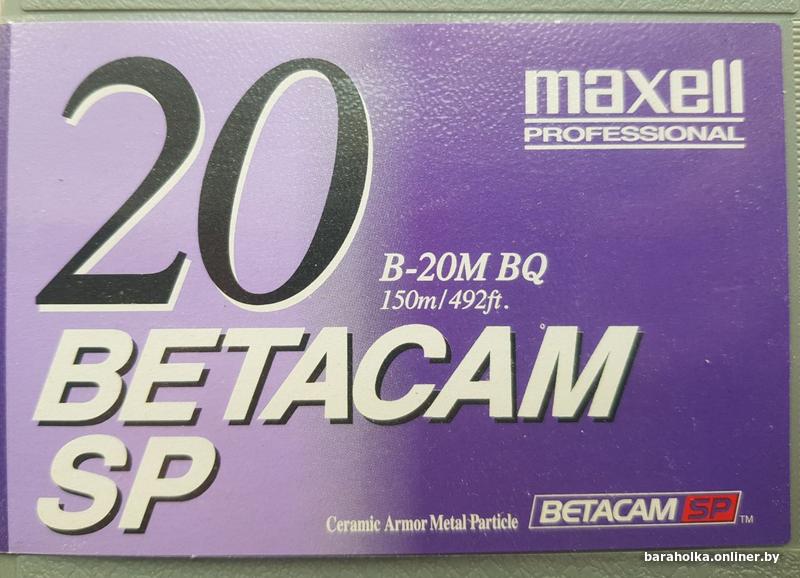 20
maxell
PROFESSIONAL
B-20M BQ
150m/492ft.
BETACAM
SP
Ceramic Armor Metal Particle
BETACAM SP TM
baraholka.onliner.by